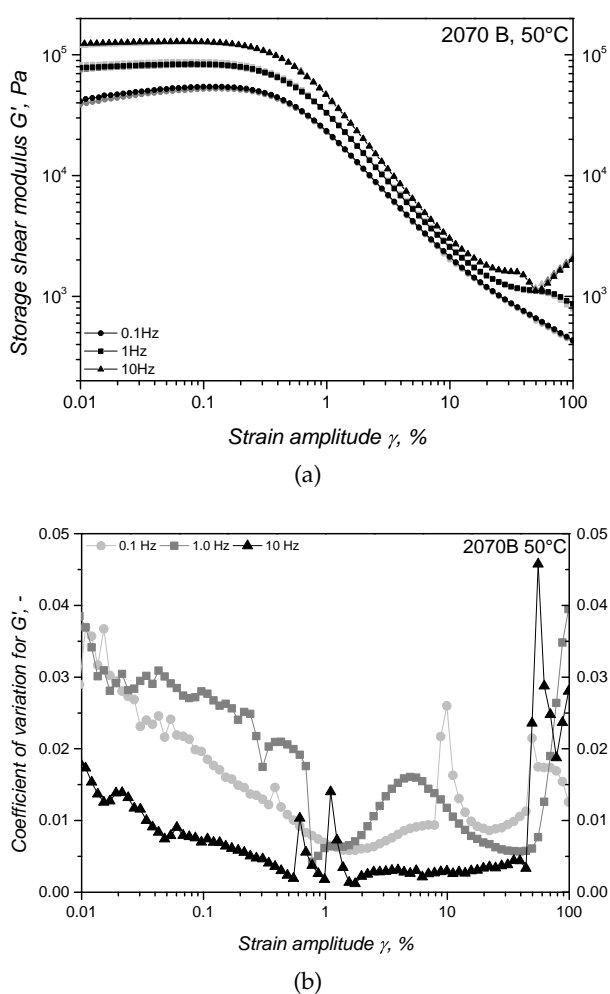 2070 B, 50°C
10⁵
10⁵
10⁴
10⁴
10³
10³
Storage shear modulus G', Pa
0.1Hz
1Hz
10Hz
0.01
0.1
1
10
100
Strain amplitude γ, %
(a)
0.05
0.05
0.1 Hz 1.0 Hz 10 Hz
2070B 50°C
0.04
0.04
0.03
0.03
0.02
0.02
0.01
0.01
0.00
0.00
Coefficient of variation for G', -
0.01
0.1
1
10
100
Strain amplitude γ, %
(b)